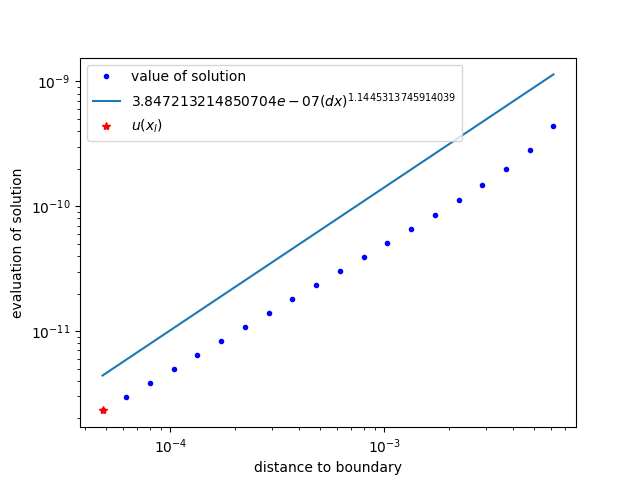 value of solution
3.847213214850704e − 07(dx)^1.1445313745914039
u(x_l)
10^-9
10^-10
10^-11
evaluation of solution
10^-4
10^-3
distance to boundary